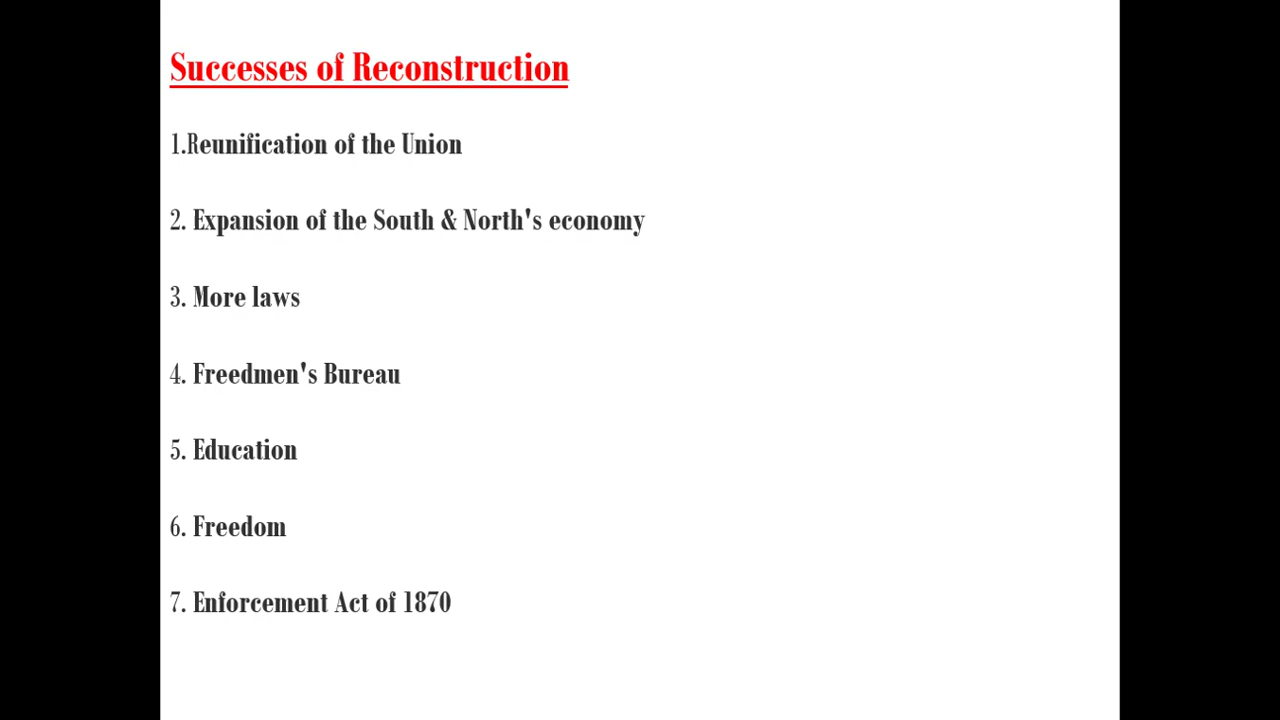 Successes of Reconstruction
1.Reunification of the Union
2. Expansion of the South & North's economy
3. More laws
4. Freedmen's Bureau
5. Education
6. Freedom
7. Enforcement Act of 1870